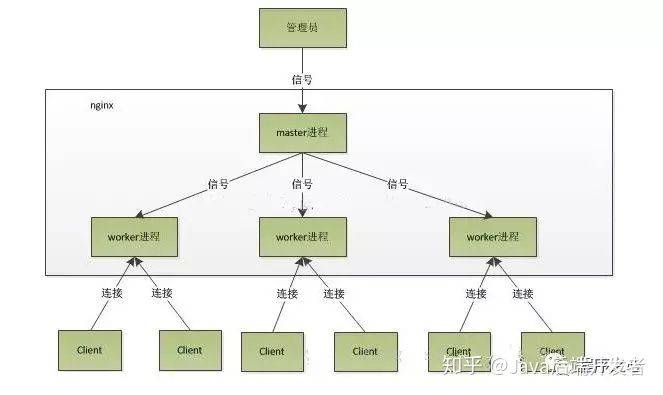 管理员
信号
nginx
master进程
信号 信号 信号
worker进程 worker进程 worker进程
连接 连接 连接 连接 连接 连接
Client Client Client Client Client Client
知乎 @Java后端开发者